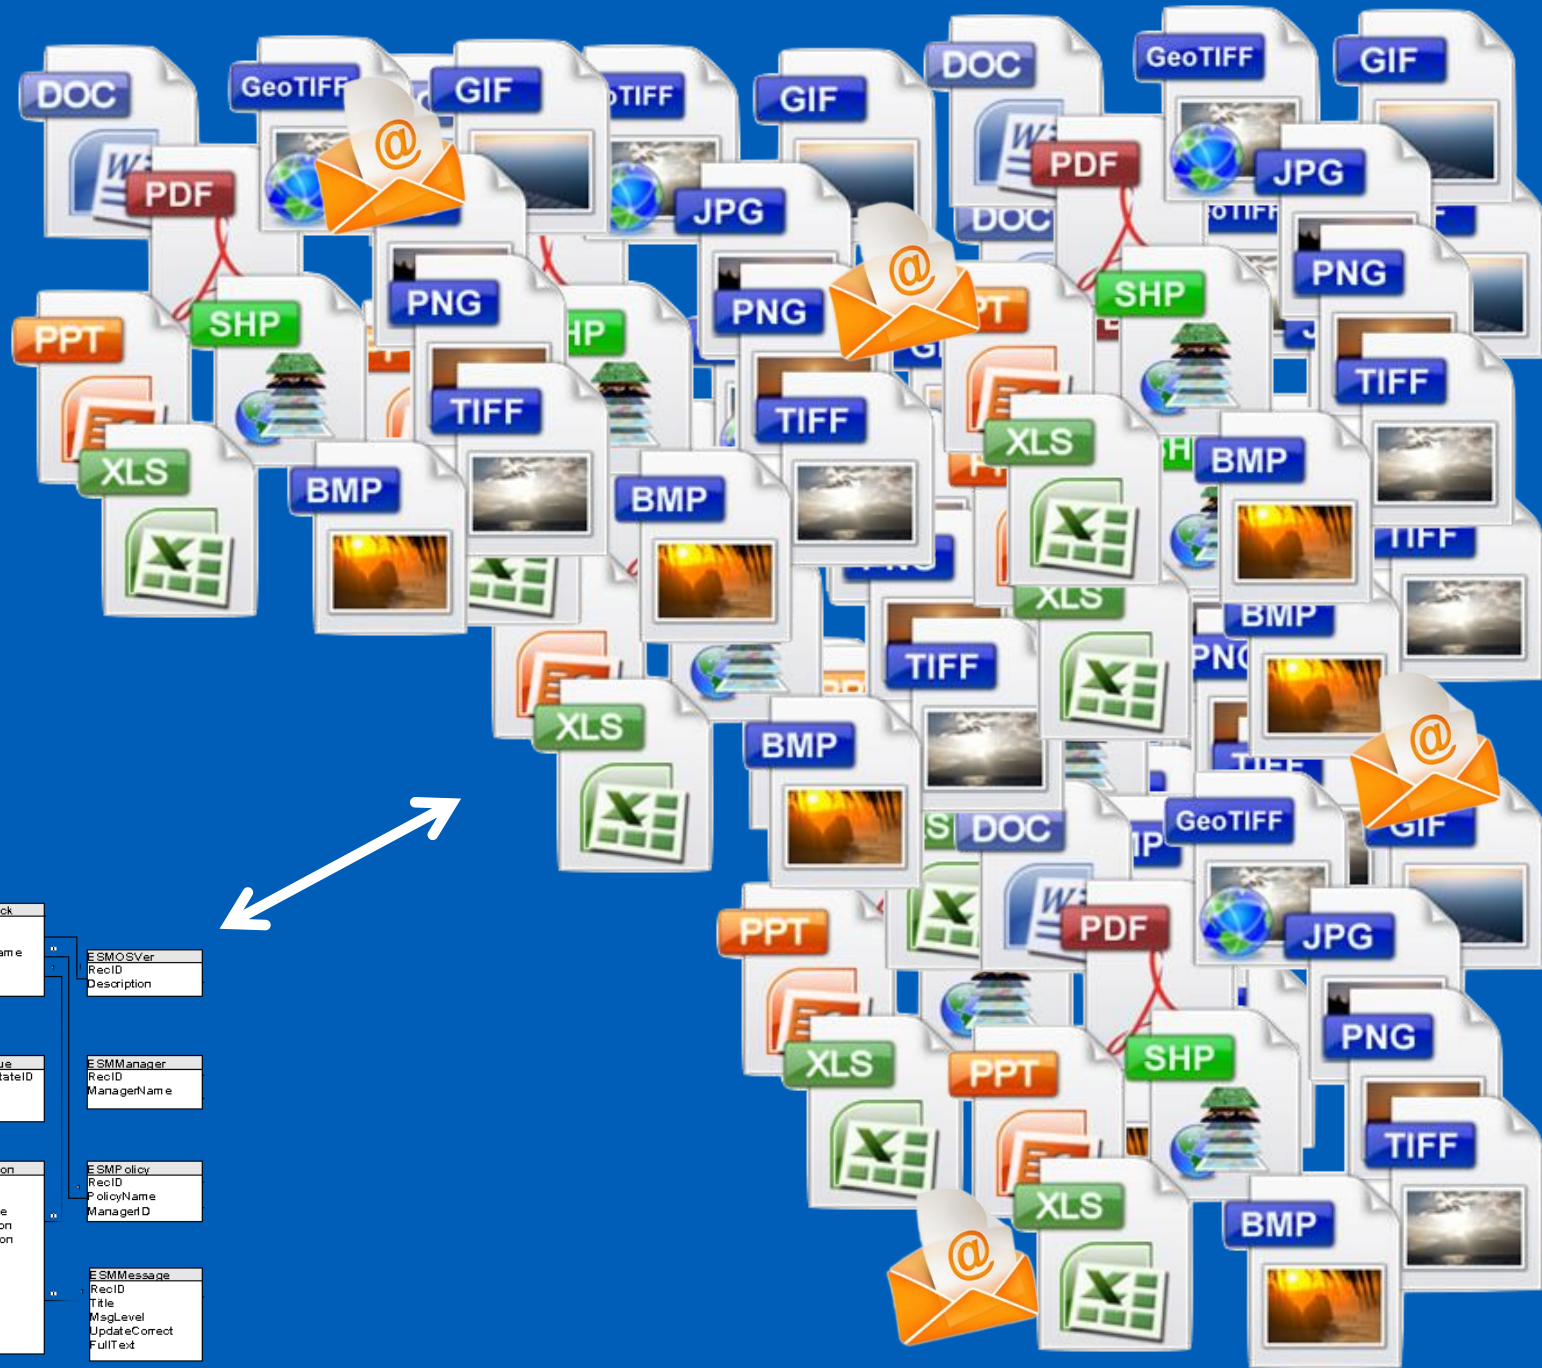 DOC
GeoTIFF
GIF
TIFF
GIF
DOC
GeoTIFF
GIF
PDF
JPG
PDF
JPG
DOC
PPT
SHP
PNG
PNG
SHP
PNG
XLS
BMP
TIFF
BMP
TIFF
XLS
BMP
TIFF
TIFF
XLS
BMP
XLS
BMP
TIFF
PNG
TIFF
DOC
GeoTIFF
GIF
PPT
PDF
JPG
XLS
PPT
SHP
PNG
TIFF
XLS
BMP
@
@
@
@
ESMOSVer
RecID
Description
ESMManager
RecID
ManagerName
ESMPolicy
RecID
PolicyName
ManagerID
ESMMessage
RecID
Title
MsgLevel
UpdateCorrect
FullText